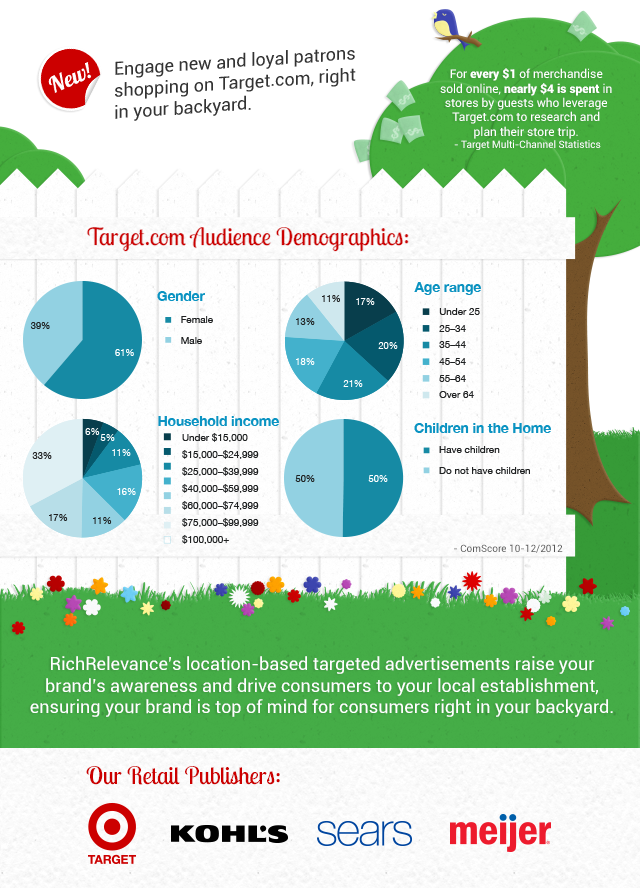 New!
Engage new and loyal patrons
shopping on Target.com, right
in your backyard.
For every $1 of merchandise
sold online, nearly $4 is spent in
stores by guests who leverage
Target.com to research and
plan their store trip.
- Target Multi-Channel Statistics
Target.com Audience Demographics:
Gender
Female
Male
39%
61%
Age range
Under 25
25–34
35–44
45–54
55–64
Over 64
11%
17%
13%
20%
18%
21%
Household income
Under $15,000
$15,000–$24,999
$25,000–$39,999
$40,000–$59,999
$60,000–$74,999
$75,000–$99,999
$100,000+
6%
5%
11%
33%
16%
17%
11%
Children in the Home
Have children
Do not have children
50%
50%
- ComScore 10-12/2012
RichRelevance's location-based targeted advertisements raise your
brand's awareness and drive consumers to your local establishment,
ensuring your brand is top of mind for consumers right in your backyard.
Our Retail Publishers:
TARGET
KOHL'S
sears
meijer